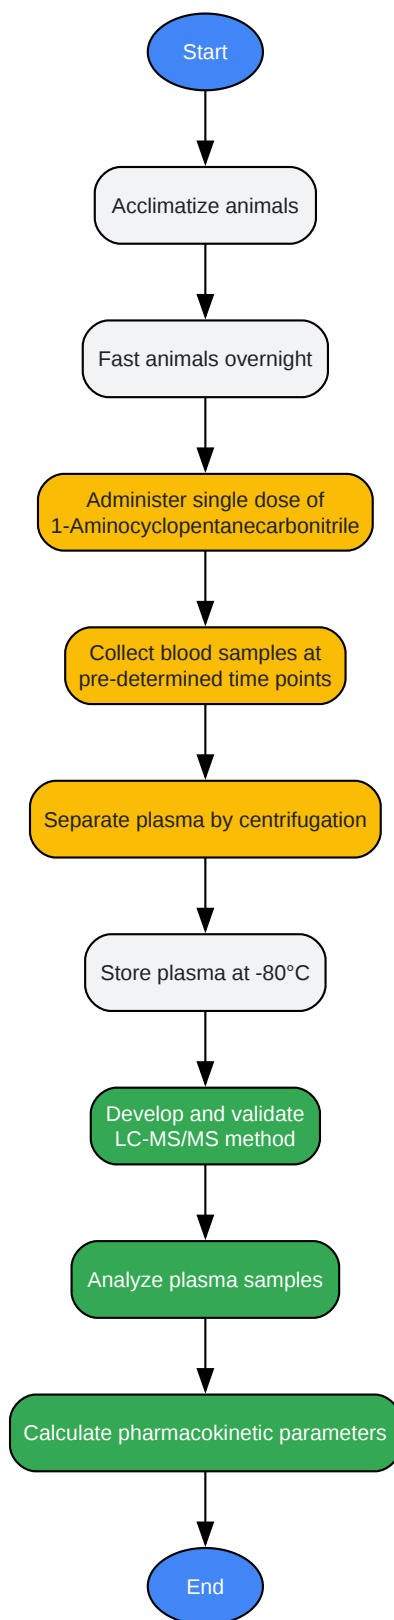 Start
Acclimatize animals
Fast animals overnight
Administer single dose of
1-Aminocyclopentanecarbonitrile
Collect blood samples at
pre-determined time points
Separate plasma by centrifugation
Store plasma at -80°C
Develop and validate
LC-MS/MS method
Analyze plasma samples
Calculate pharmacokinetic parameters
End